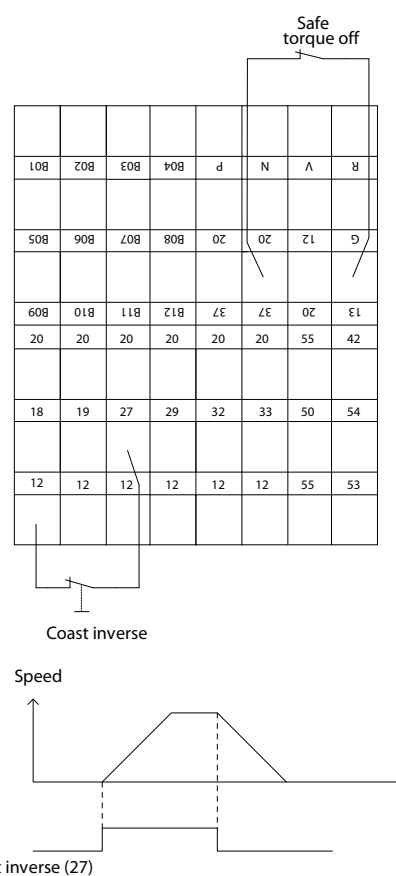 Safe
torque off
B01 B02 B03 B04 P N V R
B05 B06 B07 B08 20 20 12 G
B09 B10 B11 B12 37 37 20 13
20 20 20 20 20 20 55 42
18 19 27 29 32 33 50 54
12 12 12 12 12 12 55 53
Coast inverse
Speed
inverse (27)